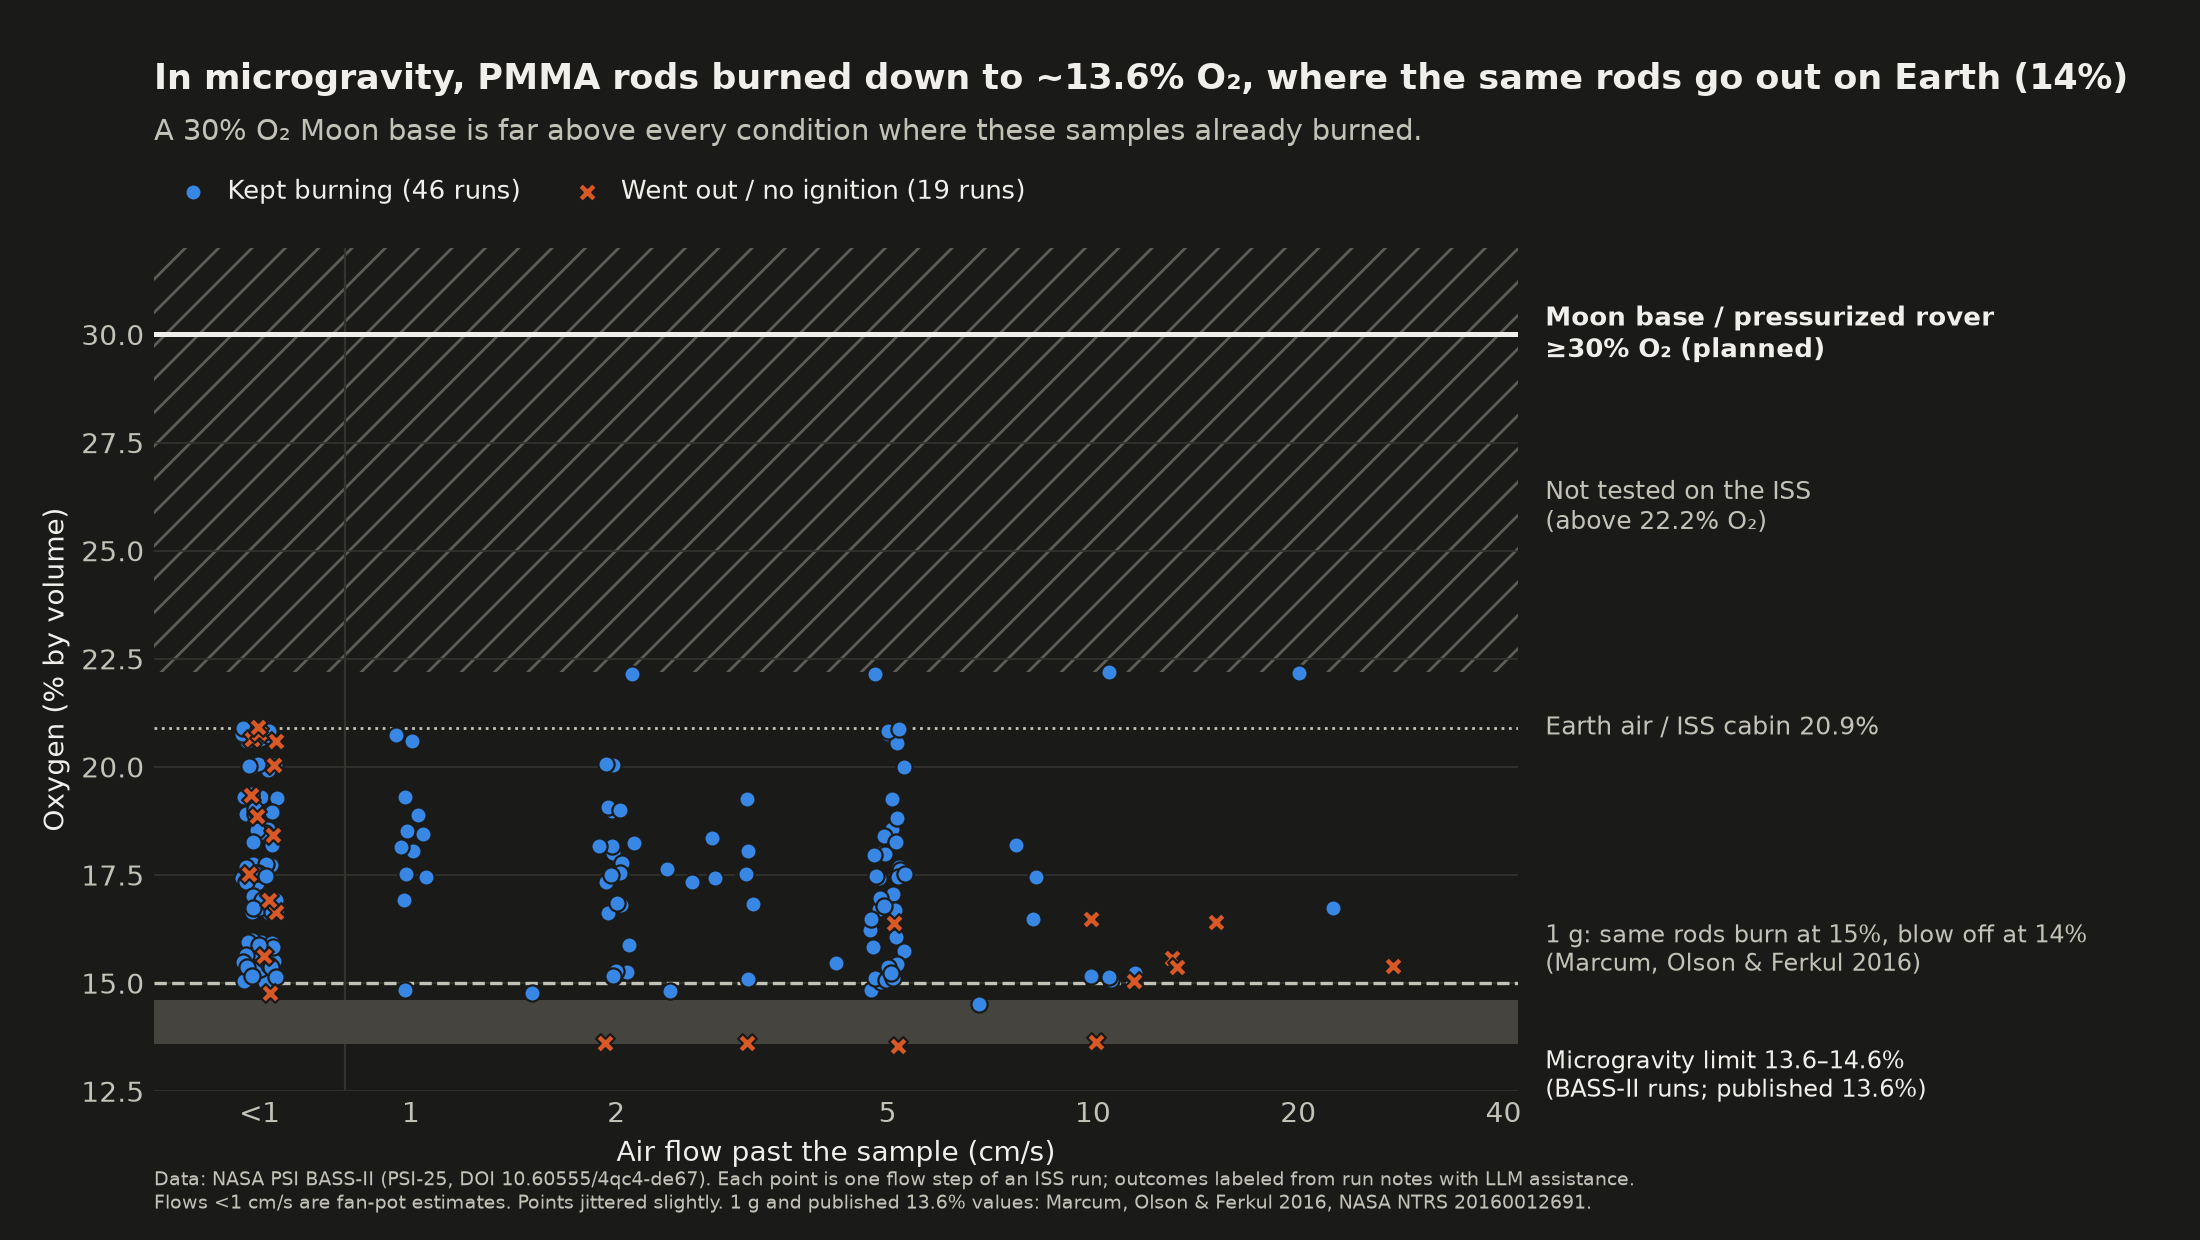 In microgravity, PMMA rods burned down to ~13.6% O₂, where the same rods go out on Earth (14%)
A 30% O₂ Moon base is far above every condition where these samples already burned.
Kept burning (46 runs)
Went out / no ignition (19 runs)
Oxygen (% by volume)
30.0
27.5
25.0
22.5
20.0
17.5
15.0
12.5
Moon base / pressurized rover
≥30% O₂ (planned)
Not tested on the ISS
(above 22.2% O₂)
Earth air / ISS cabin 20.9%
1 g: same rods burn at 15%, blow off at 14%
(Marcum, Olson & Ferkul 2016)
Microgravity limit 13.6–14.6%
(BASS-II runs; published 13.6%)
<1 1 2 5 10 20 40
Air flow past the sample (cm/s)
Data: NASA PSI BASS-II (PSI-25, DOI 10.60555/4qc4-de67). Each point is one flow step of an ISS run; outcomes labeled from run notes with LLM assistance.
Flows <1 cm/s are fan-pot estimates. Points jittered slightly. 1 g and published 13.6% values: Marcum, Olson & Ferkul 2016, NASA NTRS 20160012691.